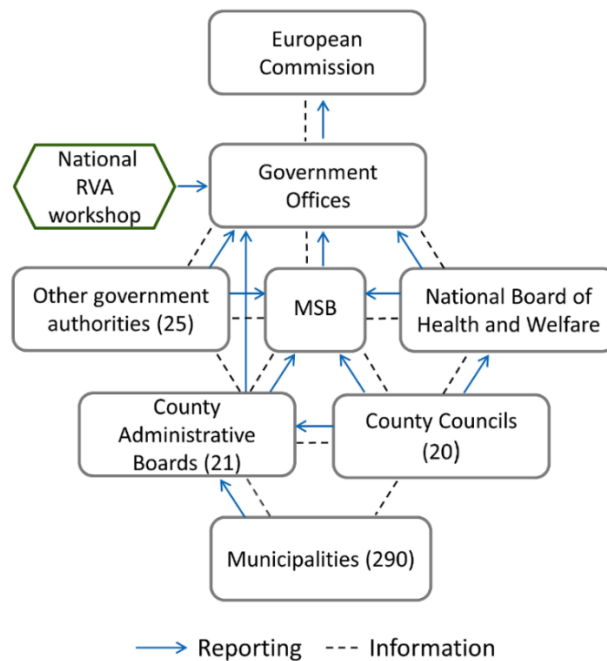 European
Commission
National
RVA
workshop
Government
Offices
Other government
authorities (25)
MSB
National Board of
Health and Welfare
County
Administrative
Boards (21)
County Councils
(20)
Municipalities (290)
Reporting
Information